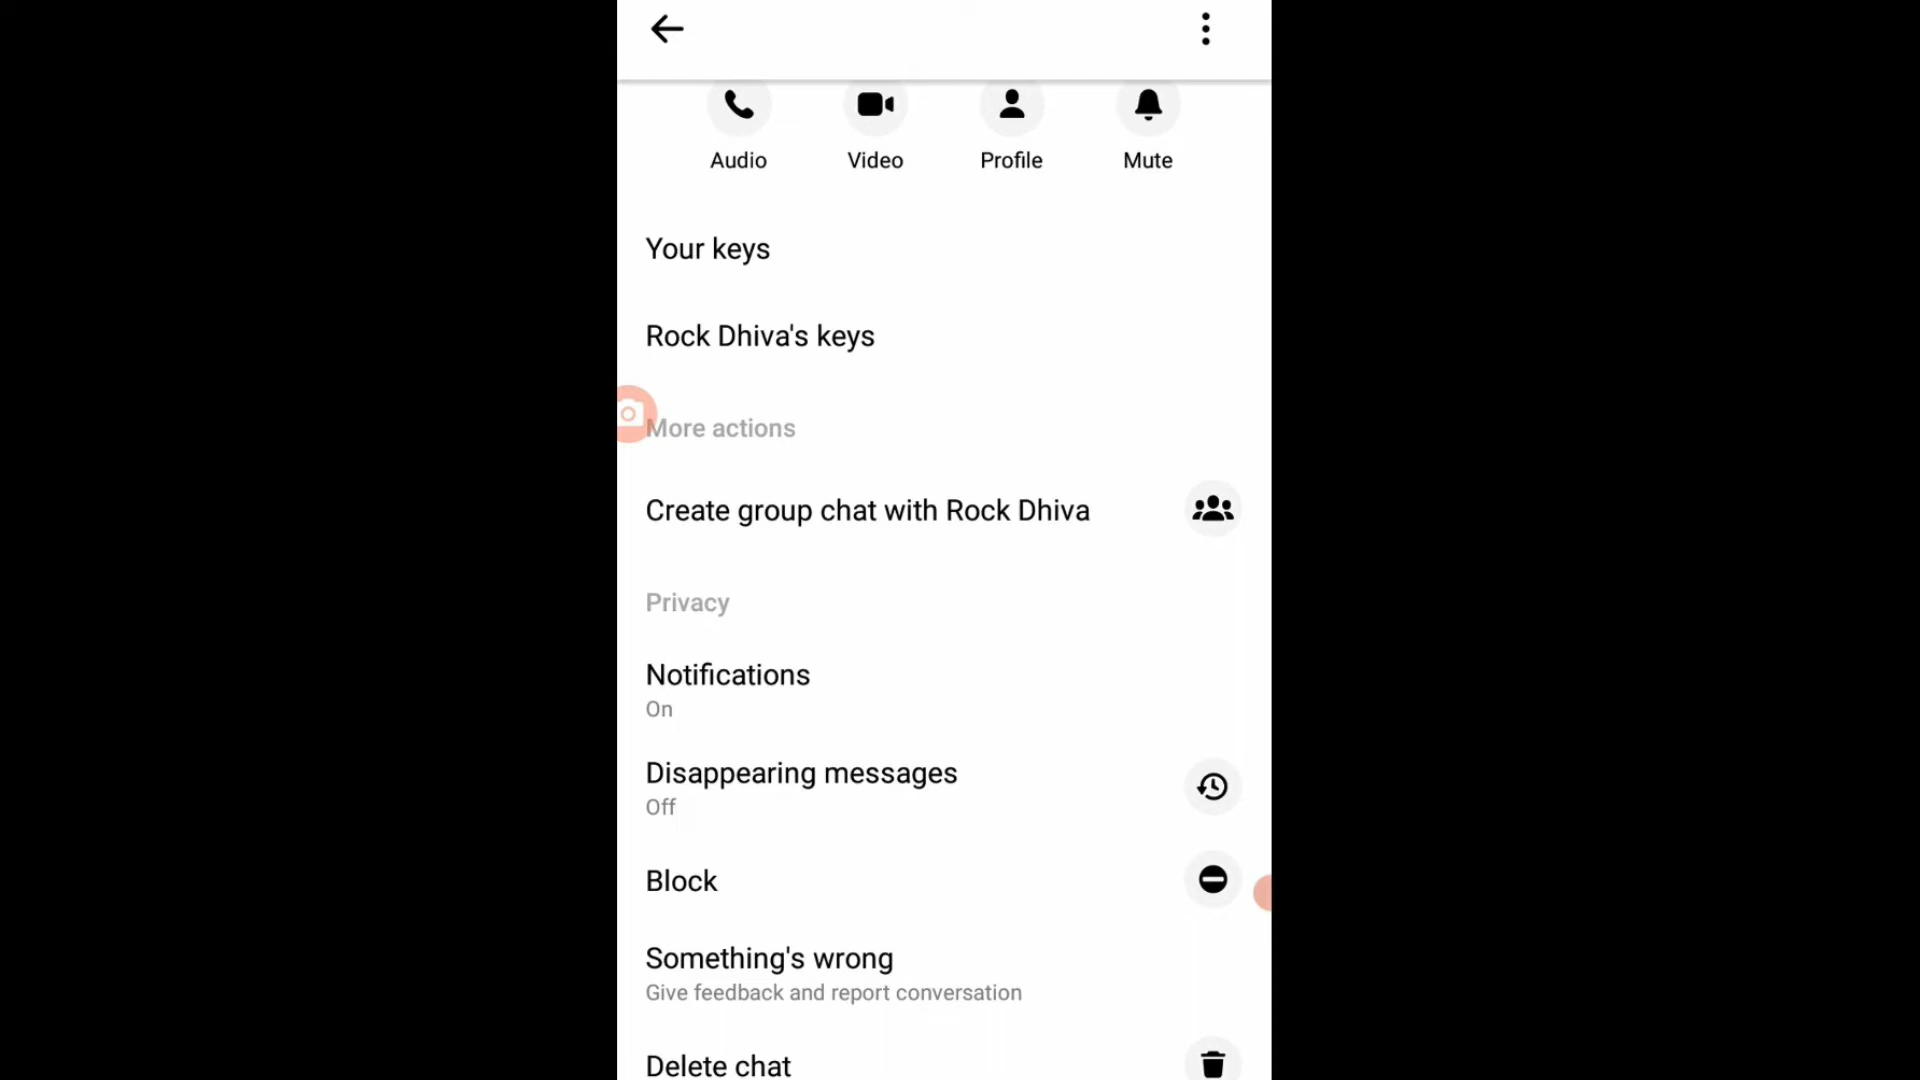 Audio Video Profile Mute
Your keys
Rock Dhiva's keys
More actions
Create group chat with Rock Dhiva
Privacy
Notifications
On
Disappearing messages
Off
Block
Something's wrong
Give feedback and report conversation
Delete chat